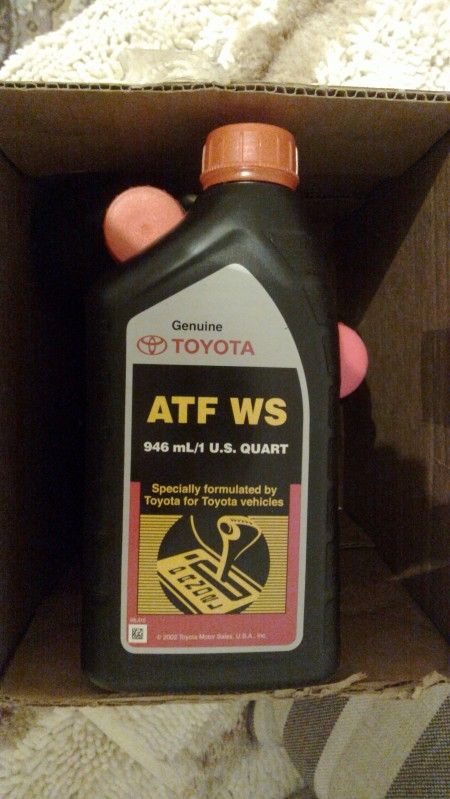 Genuine
TOYOTA
ATF WS
946 mL/1 U.S. QUART
Specially formulated by
Toyota for Toyota vehicles
© 2002 Toyota Motor Sales, U.S.A., Inc.